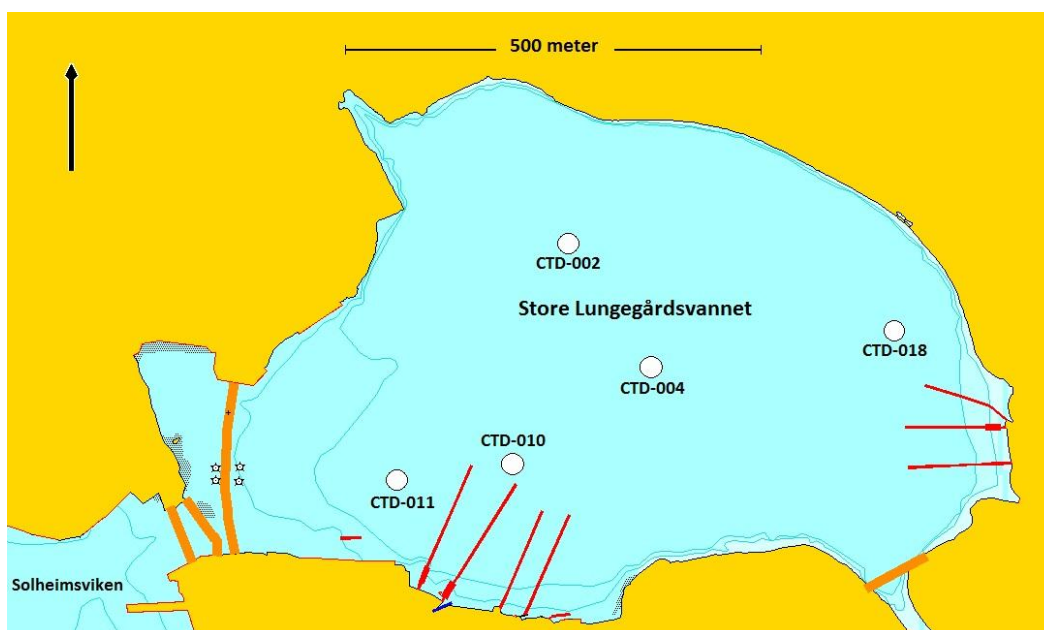 500 meter
CTD-002
Store Lungegårdsvannet
CTD-018
CTD-004
CTD-010
CTD-011
Solheimsviken